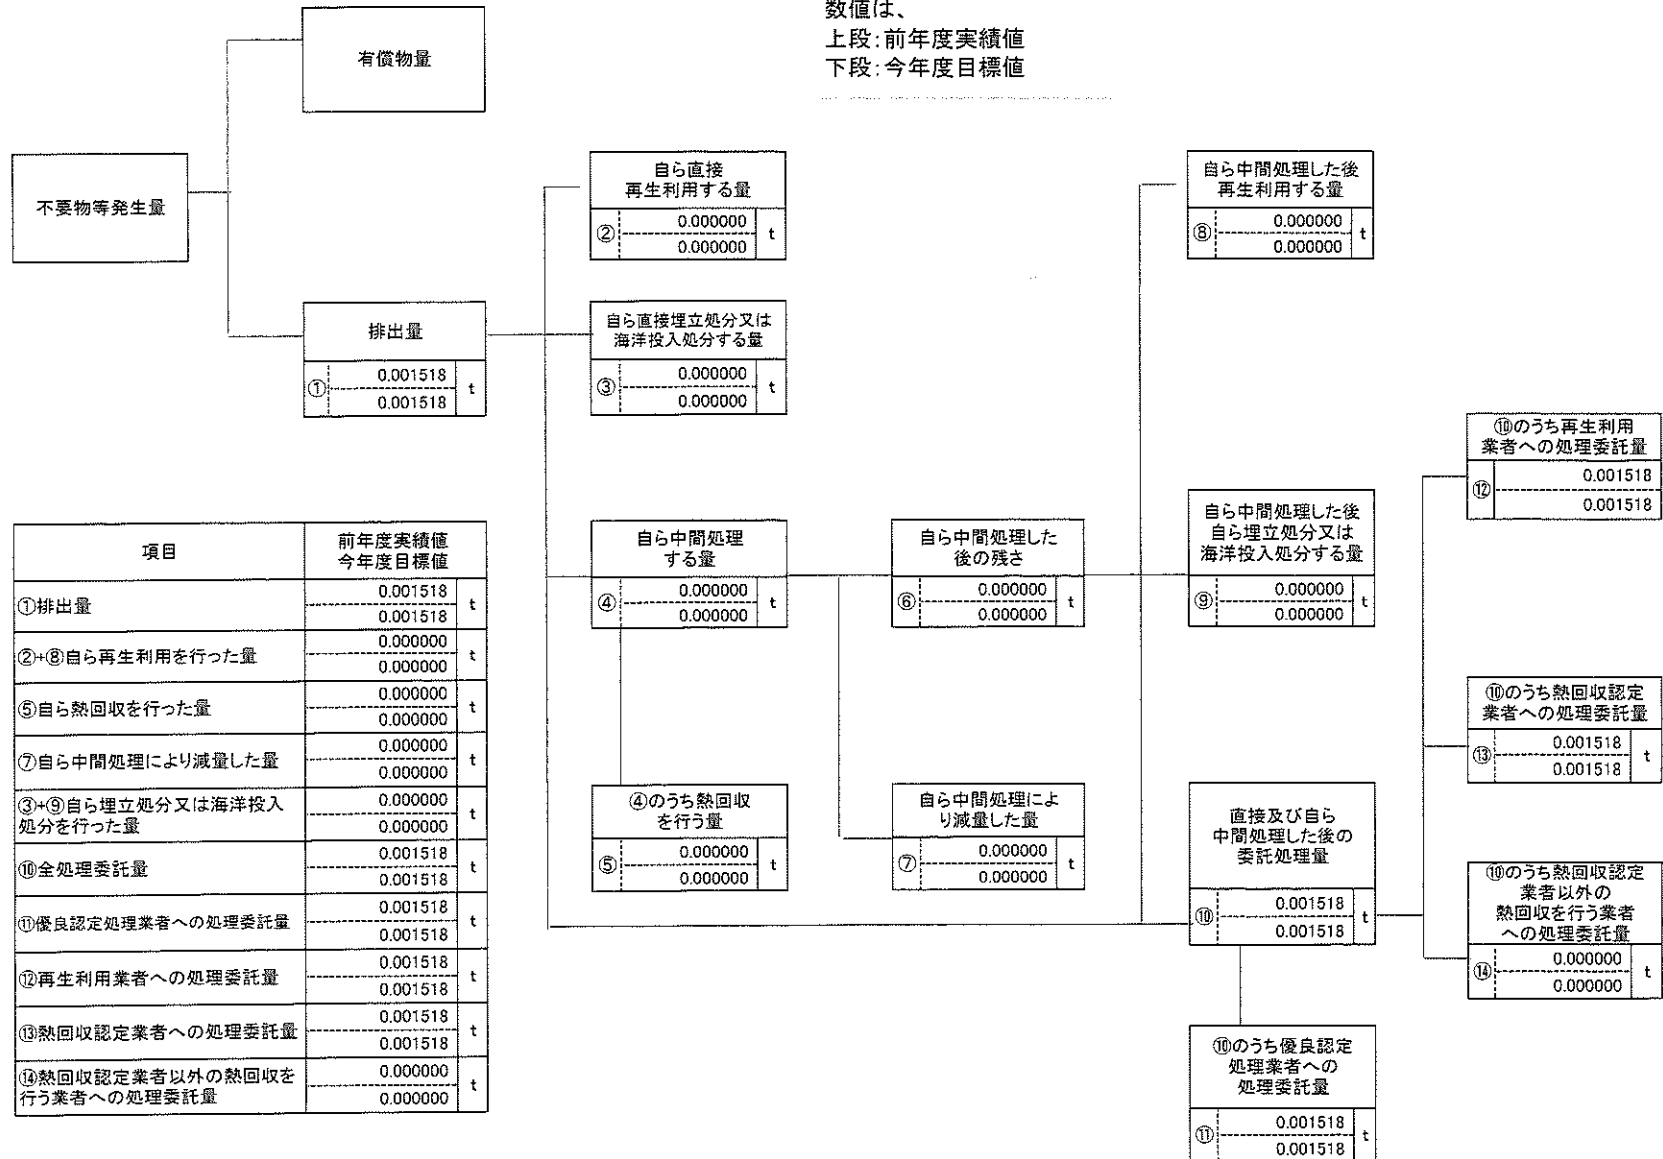 数値は、
上段:前年度実績値
下段:今年度目標値
有償物量
不要物等発生量
排出量
① 0.001518 t
0.001518
自ら直接
再生利用する量
② 0.000000 t
0.000000
自ら直接埋立処分又は
海洋投入処分する量
③ 0.000000 t
0.000000
自ら中間処理した後
再生利用する量
⑧ 0.000000 t
0.000000
自ら中間処理
する量
④ 0.000000 t
0.000000
自ら中間処理した
後の残さ
⑥ 0.000000 t
0.000000
自ら中間処理した後
自ら埋立処分又は
海洋投入処分する量
⑨ 0.000000 t
0.000000
④のうち熱回収
を行う量
⑤ 0.000000 t
0.000000
自ら中間処理によ
り減量した量
⑦ 0.000000 t
0.000000
直接及び自ら
中間処理した後の
委託処理量
⑩ 0.001518 t
0.001518
⑩のうち優良認定
処理業者への
処理委託量
⑪ 0.001518 t
0.001518
⑩のうち再生利用
業者への処理委託量
⑫ 0.001518
0.001518
⑩のうち熱回収認定
業者への処理委託量
⑬ 0.001518 t
0.001518
⑩のうち熱回収認定
業者以外の
熱回収を行う業者
への処理委託量
⑭ 0.000000 t
0.000000
項目 前年度実績値
今年度目標値
①排出量 0.001518 t
0.001518
②+⑧自ら再生利用を行った量 0.000000 t
0.000000
⑤自ら熱回収を行った量 0.000000 t
0.000000
⑦自ら中間処理により減量した量 0.000000 t
0.000000
③+⑨自ら埋立処分又は海洋投入 0.000000 t
処分を行った量 0.000000
⑩全処理委託量 0.001518 t
0.001518
⑪優良認定処理業者への処理委託量 0.001518 t
0.001518
⑫再生利用業者への処理委託量 0.001518 t
0.001518
⑬熱回収認定業者への処理委託量 0.001518 t
0.001518
⑭熱回収認定業者以外の熱回収を 0.000000 t
行う業者への処理委託量 0.000000